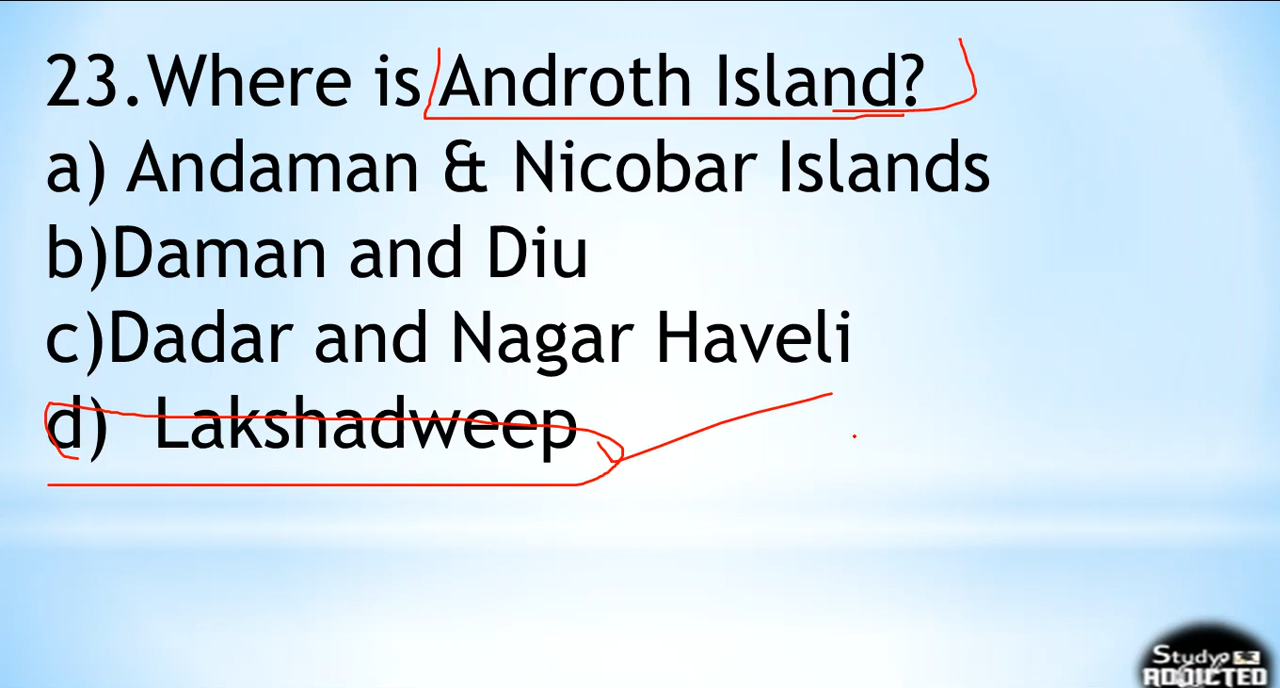 23.Where is Androth Island?
a) Andaman & Nicobar Islands
b)Daman and Diu
c)Dadar and Nagar Haveli
d) Lakshadweep
Study
ADDICTED